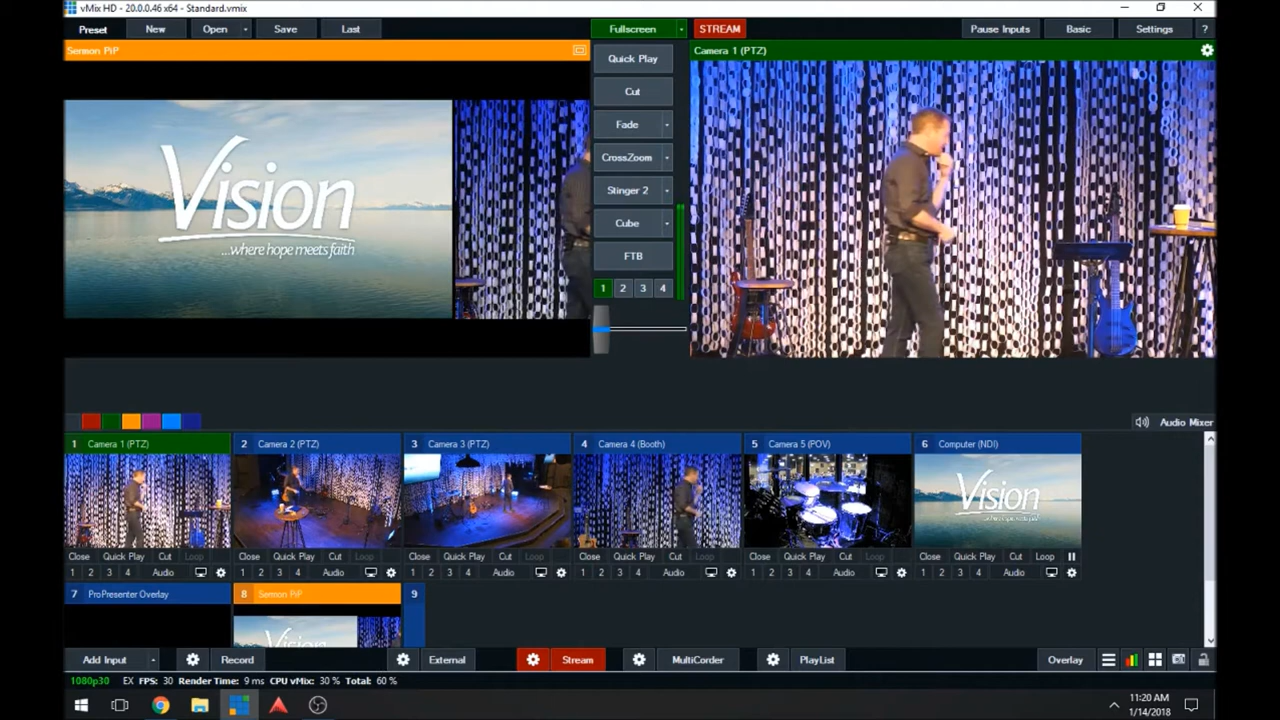 vMix HD - 20.0.0.46 x64 - Standard.vmix
Preset New Open Save Last Fullscreen STREAM Pause Inputs Basic Settings ?
Sermon PiP
Camera 1 (PTZ)
Quick Play
Cut
Fade
CrossZoom
Stinger 2
Cube
FTB
1 2 3 4
Vision
...where hope meets faith
Audio Mixer
1 Camera 1 (PTZ) 2 Camera 2 (PTZ) 3 Camera 3 (PTZ) 4 Camera 4 (Booth) 5 Camera 5 (POV) 6 Computer (NDI)
Vision
...where hope meets faith
Close Quick Play Cut Loop Close Quick Play Cut Loop Close Quick Play Cut Loop Close Quick Play Cut Loop Close Quick Play Cut Loop Close Quick Play Cut Loop
1 2 3 4 Audio 1 2 3 4 Audio 1 2 3 4 Audio 1 2 3 4 Audio 1 2 3 4 Audio 1 2 3 4 Audio
7 ProPresenter Overlay 8 Sermon PiP 9
Vision
Add Input Record External Stream MultiCorder PlayList Overlay
1080p30 EX FPS: 30 Render Time: 9 ms CPU vMix: 30 % Total: 60 %
11:20 AM
1/14/2018